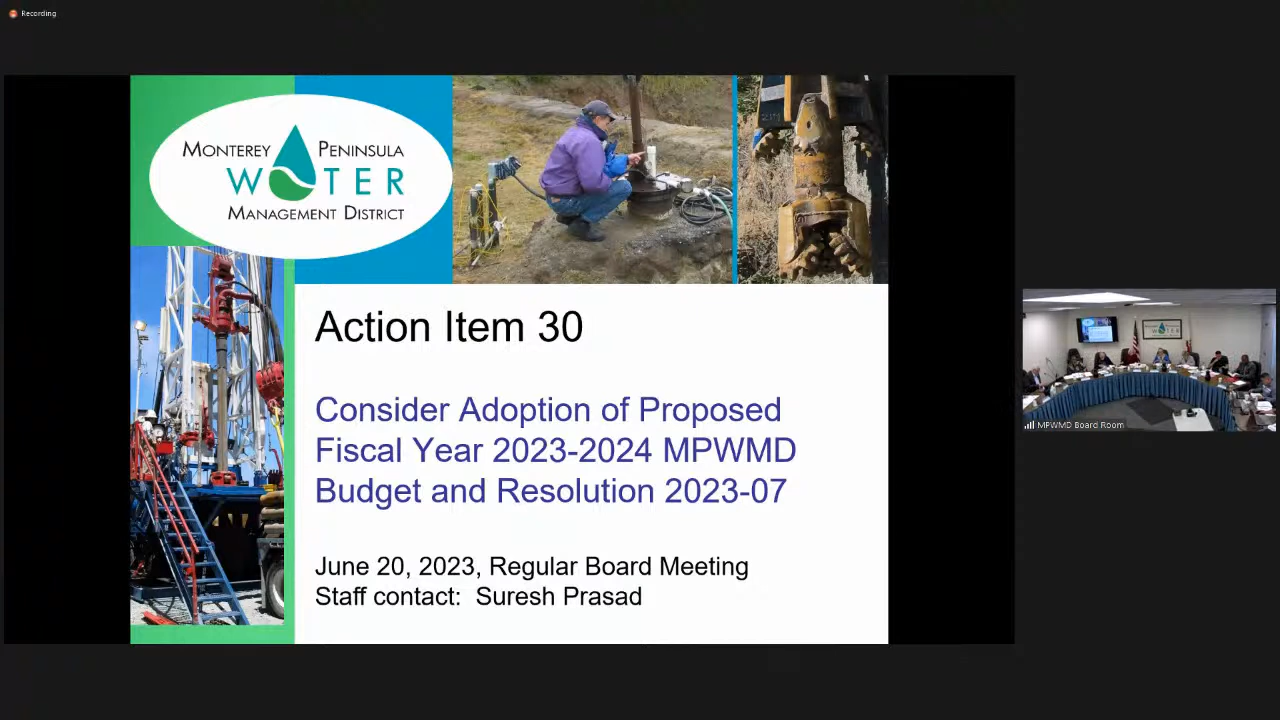 Recording
MONTEREY PENINSULA
WATER
MANAGEMENT DISTRICT
Action Item 30
Consider Adoption of Proposed
Fiscal Year 2023-2024 MPWMD
Budget and Resolution 2023-07
June 20, 2023, Regular Board Meeting
Staff contact: Suresh Prasad
MPWMD Board Room